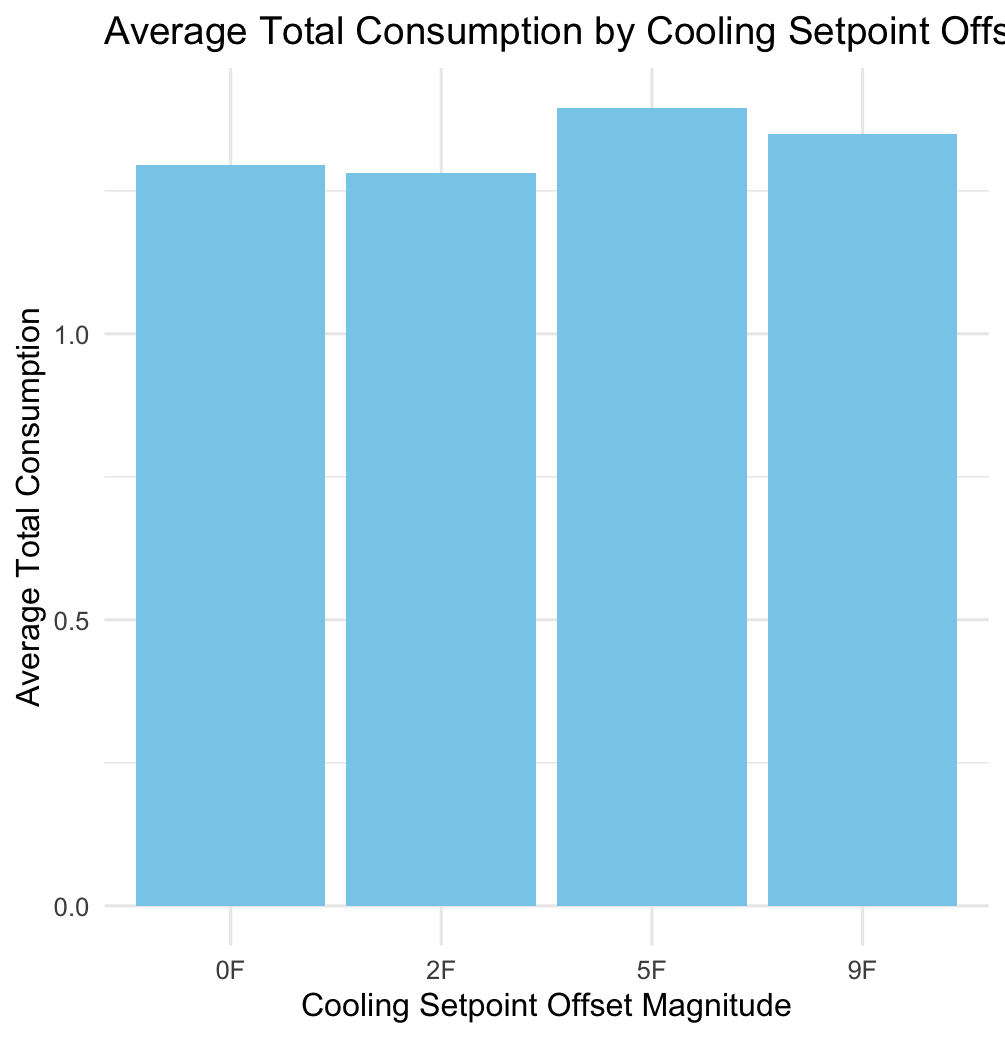 Average Total Consumption by Cooling Setpoint Offs
Average Total Consumption
1.0
0.5
0.0
0F 2F 5F 9F
Cooling Setpoint Offset Magnitude